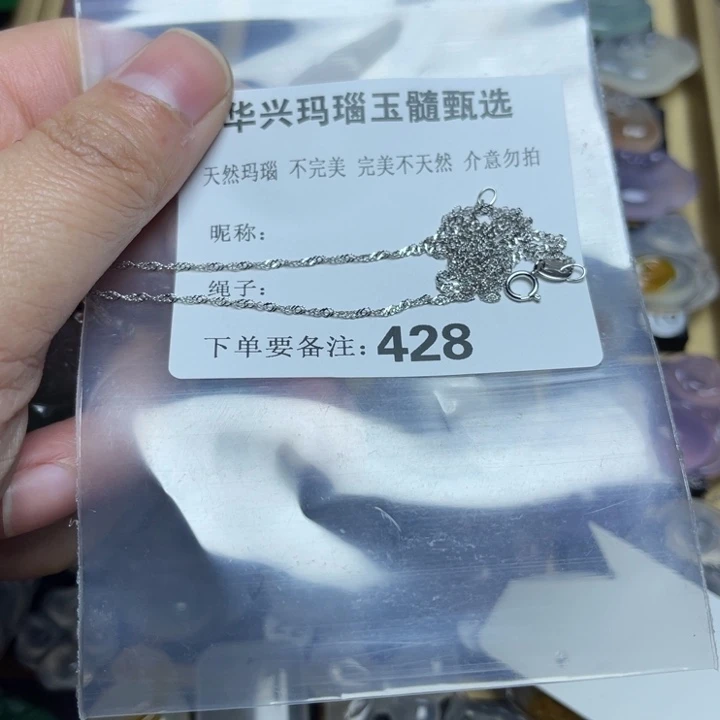 华兴玛瑙玉髓甄选
天然玛瑙 不完美 完美不天然 介意勿拍
昵称：
绳子：
下单要备注：428